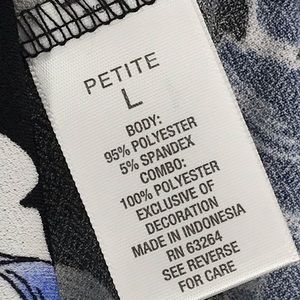 PETITE
L
BODY:
95% POLYESTER
5% SPANDEX
COMBO:
100% POLYESTER
EXCLUSIVE OF
DECORATION
MADE IN INDONESIA
RN 63264
SEE REVERSE
FOR CARE